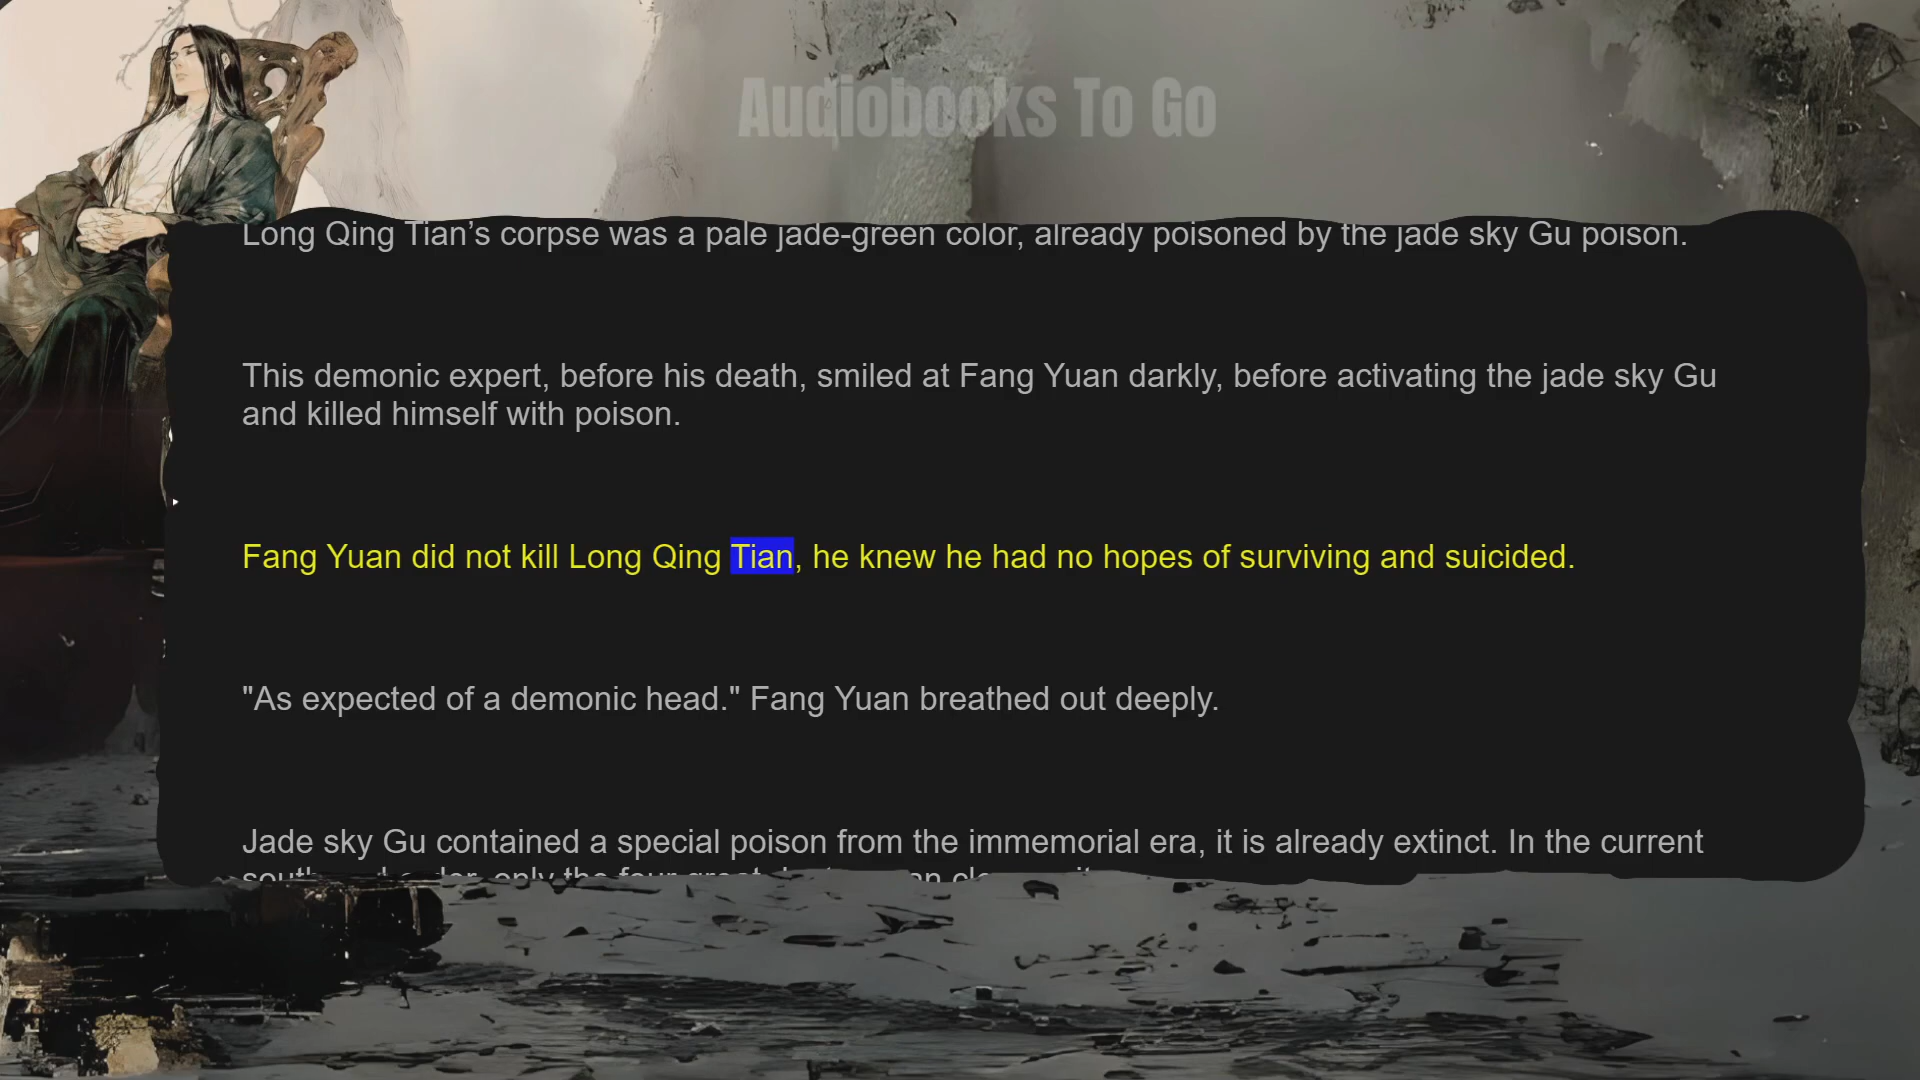 Audiobooks To Go
Long Qing Tian’s corpse was a pale jade-green color, already poisoned by the jade sky Gu poison.
This demonic expert, before his death, smiled at Fang Yuan darkly, before activating the jade sky Gu
and killed himself with poison.
Fang Yuan did not kill Long Qing Tian, he knew he had no hopes of surviving and suicided.
"As expected of a demonic head." Fang Yuan breathed out deeply.
Jade sky Gu contained a special poison from the immemorial era, it is already extinct. In the current
only the four great